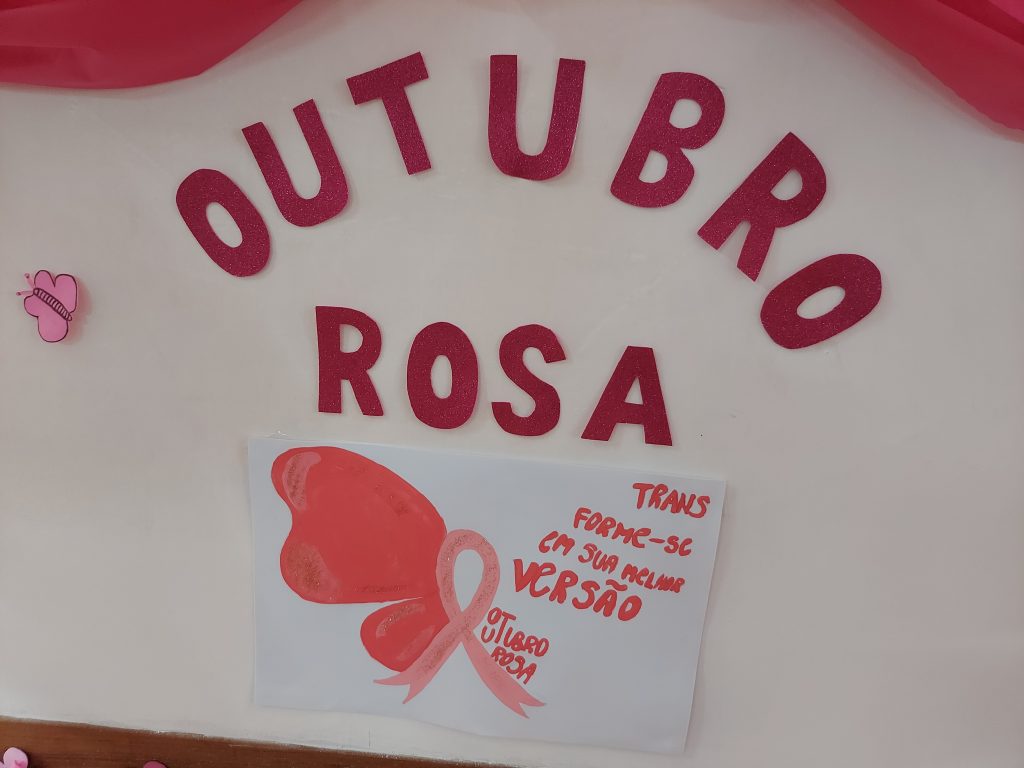 OUTUBRO
ROSA
TRANS
FORME-SE
EM SUA MELHOR
VERSÃO
OUTUBRO
ROSA